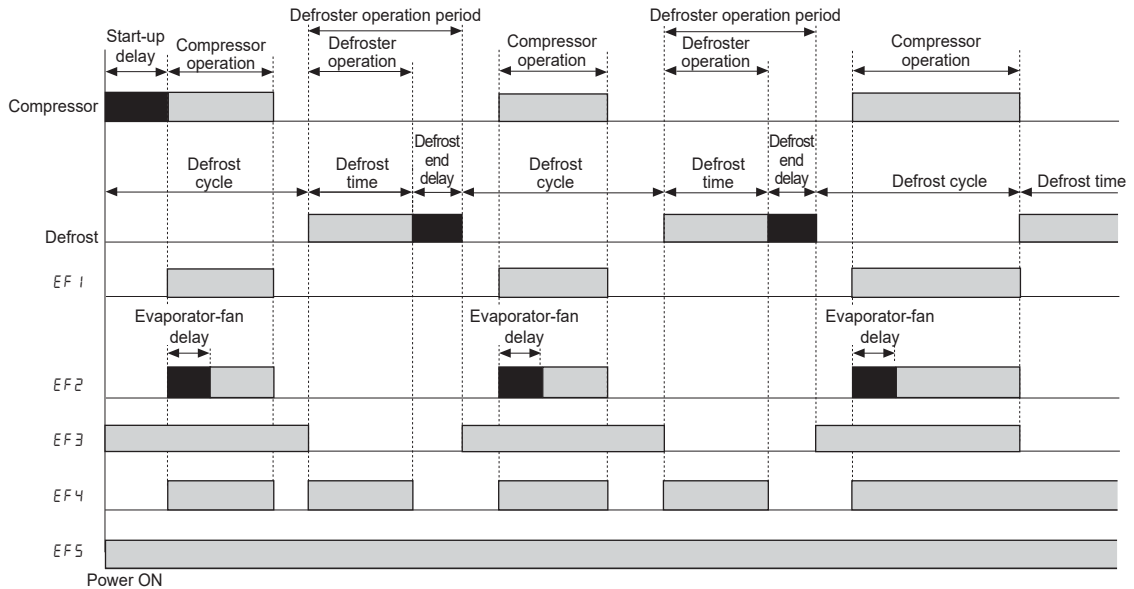 Defroster operation period
Defroster operation period
Start-up
delay
Compressor
operation
Defroster
operation
Compressor
operation
Defroster
operation
Compressor
operation
Compressor
Defrost
cycle
Defrost
time
Defrost
end
delay
Defrost
cycle
Defrost
time
Defrost
end
delay
Defrost cycle
Defrost time
Defrost
EF1
Evaporator-fan
delay
Evaporator-fan
delay
Evaporator-fan
delay
EF2
EF3
EF4
EF5
Power ON